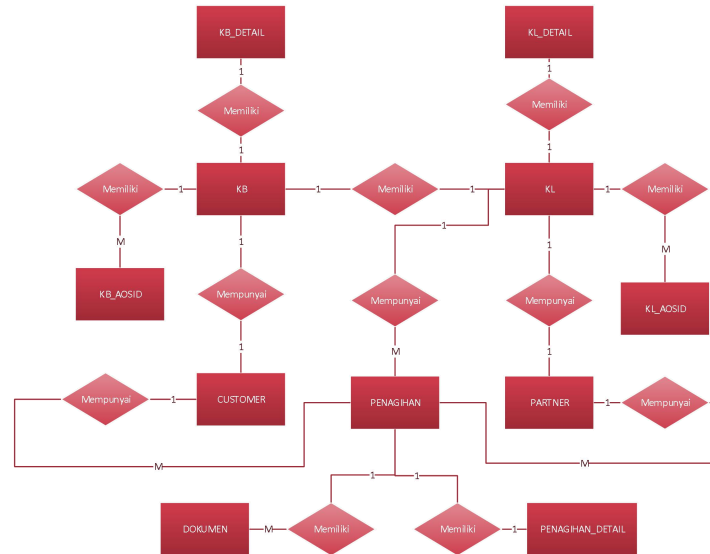 KB_DETAIL
KL_DETAIL
1
1
Memiliki
Memiliki
1
1
Memiliki
1
KB
1
Memiliki
1
KL
1
Memiliki
M
1
1
1
M
KB_AOSID
Mempunyai
Mempunyai
Mempunyai
KL_AOSID
1
M
1
Mempunyai
1
CUSTOMER
PENAGIHAN
PARTNER
1
Mempunyai
M
M
1
1
DOKUMEN
M
Memiliki
Memiliki
1
PENAGIHAN_DETAIL